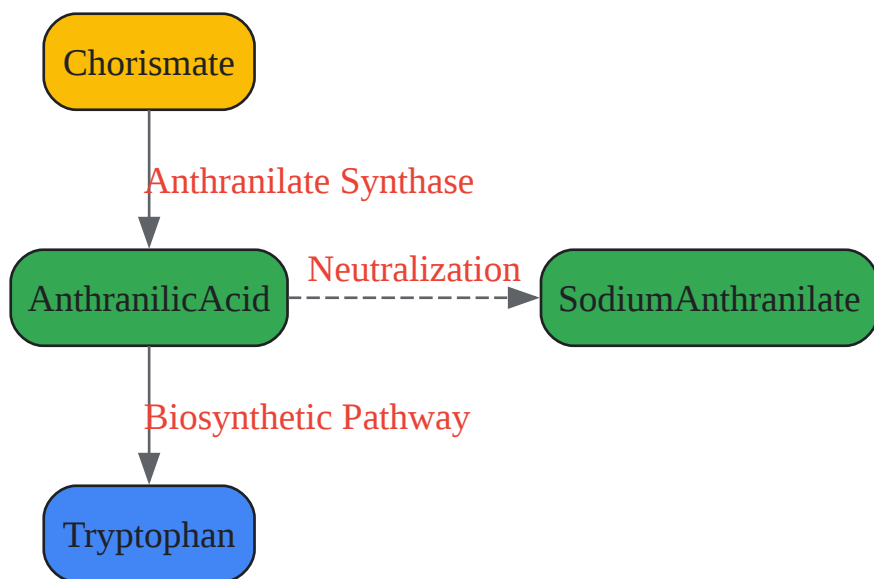 Chorismate
Anthranilate Synthase
Neutralization
AnthranilicAcid
SodiumAnthranilate
Biosynthetic Pathway
Tryptophan